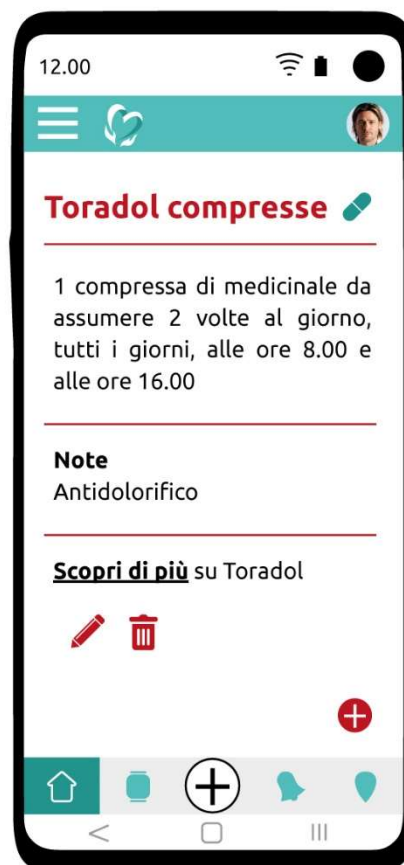 12.00
Toradol compresse
1 compressa di medicinale da
assumere 2 volte al giorno,
tutti i giorni, alle ore 8.00 e
alle ore 16.00
Note
Antidolorifico
Scopri di più su Toradol